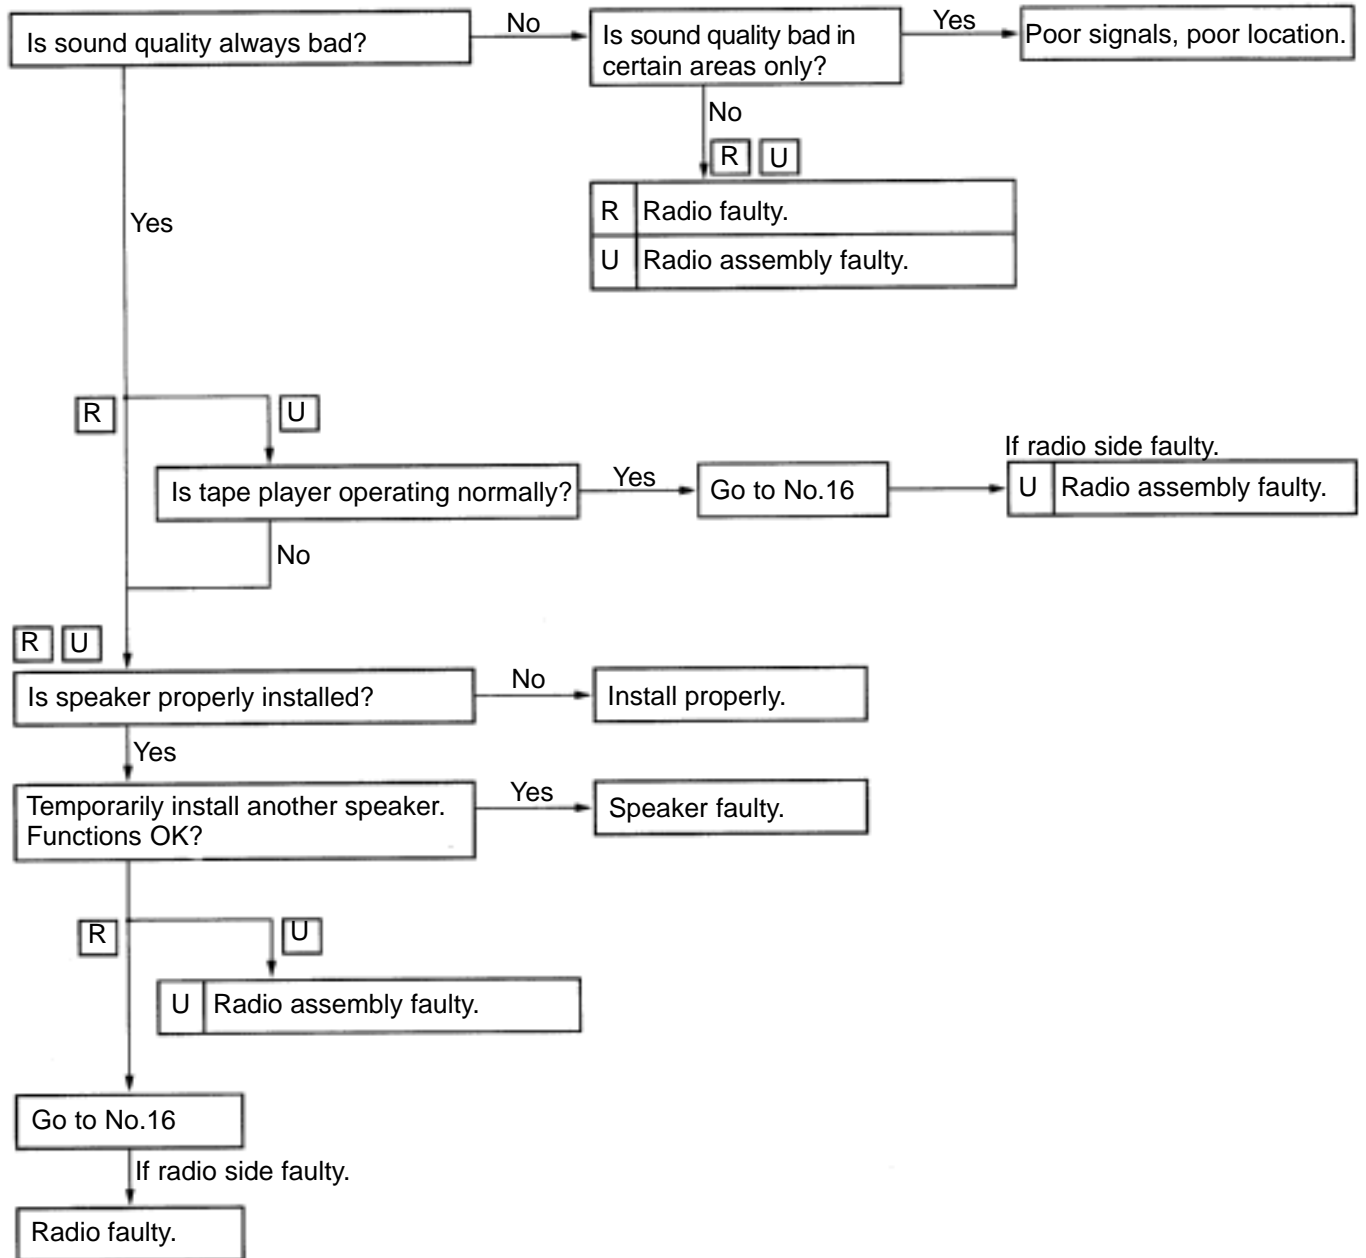 Is sound quality always bad?
No
Is sound quality bad in
certain areas only?
Yes
Poor signals, poor location.
No
R U
R Radio faulty.
U Radio assembly faulty.
Yes
R
U
Is tape player operating normally?
Yes
Go to No.16
If radio side faulty.
U Radio assembly faulty.
No
R U
Is speaker properly installed?
No
Install properly.
Yes
Temporarily install another speaker.
Functions OK?
Yes
Speaker faulty.
R
U
U Radio assembly faulty.
Go to No.16
If radio side faulty.
Radio faulty.